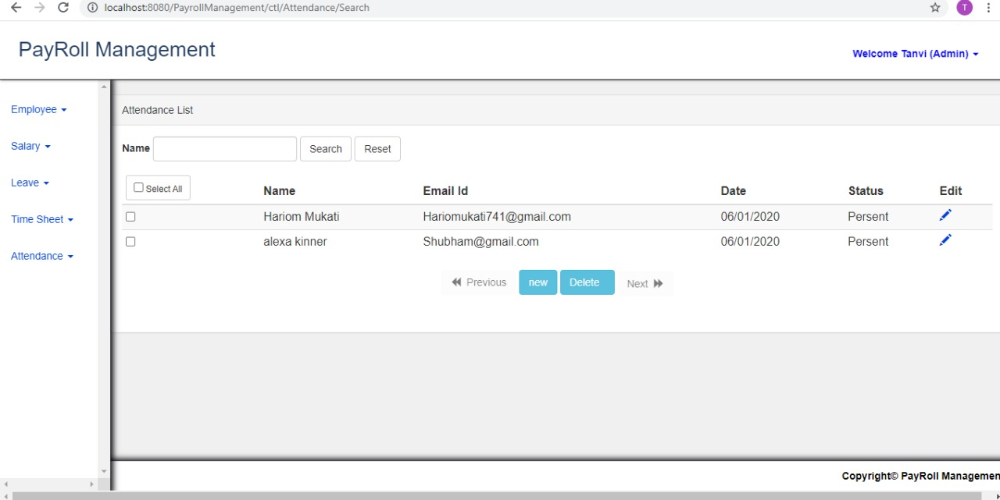 localhost:8080/PayrollManagement/ctl/Attendance/Search
T
PayRoll Management
Welcome Tanvi (Admin)
Employee
Salary
Leave
Time Sheet
Attendance
Attendance List
Name Search Reset
Select All Name Email Id Date Status Edit
Hariom Mukati Hariomukati741@gmail.com 06/01/2020 Persent
alexa kinner Shubham@gmail.com 06/01/2020 Persent
Previous new Delete Next
Copyright© PayRoll Managemen